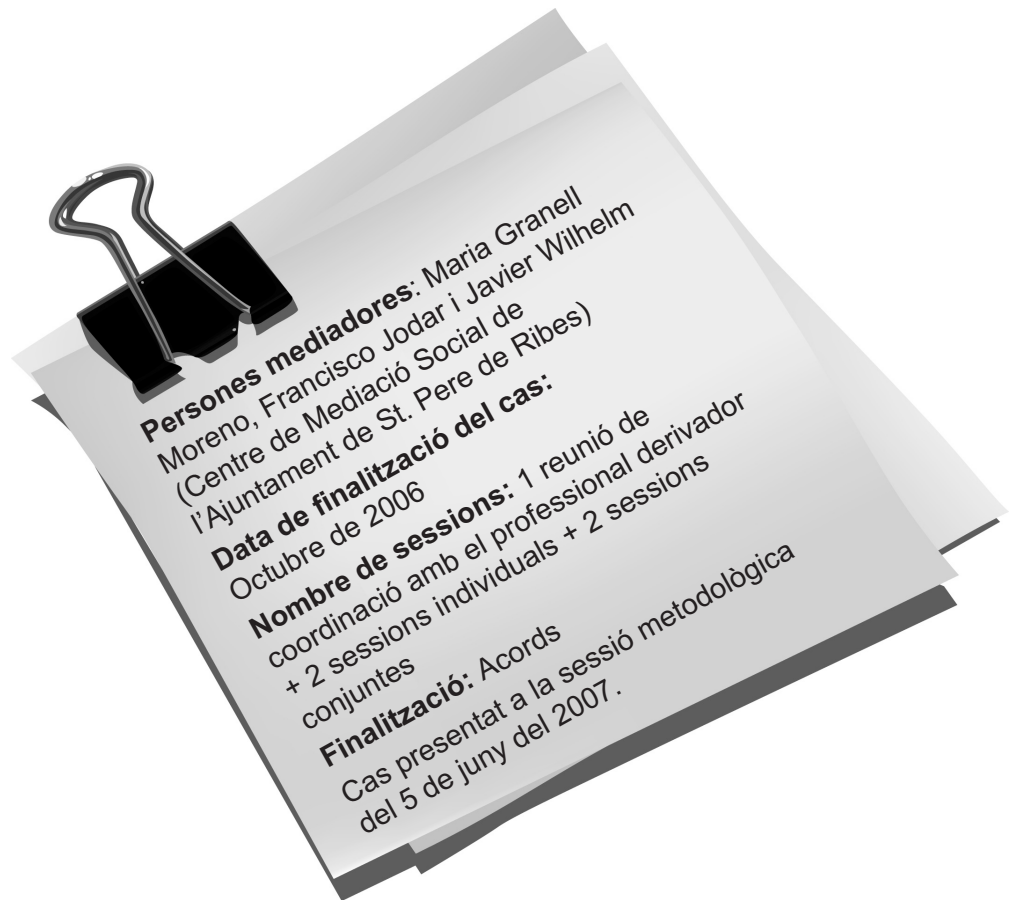 Persones mediadores: Maria Granell
Moreno, Francisco Jodar i Javier Wilhelm
(Centre de Mediació Social de
l'Ajuntament de St. Pere de Ribes)
Data de finalització del cas:
Octubre de 2006
Nombre de sessions: 1 reunió de
coordinació amb el professional derivador
+ 2 sessions individuals + 2 sessions
conjuntes
Finalització: Acords
Cas presentat a la sessió metodològica
del 5 de juny del 2007.